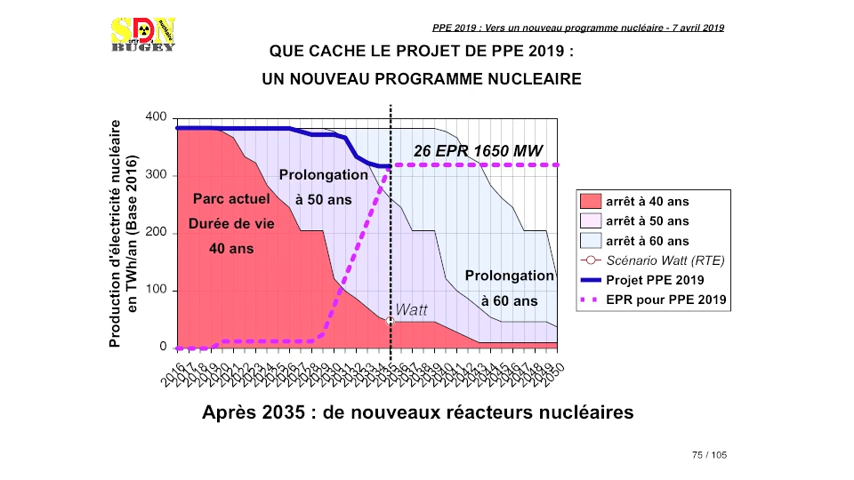 SDN
BUGEY
PPE 2019 : Vers un nouveau programme nucléaire - 7 avril 2019
QUE CACHE LE PROJET DE PPE 2019 :
UN NOUVEAU PROGRAMME NUCLEAIRE
Production d'électricité nucléaire
en TWh/an (Base 2016)
400
300
200
100
0
26 EPR 1650 MW
Prolongation
à 50 ans
Parc actuel
Durée de vie
40 ans
Prolongation
à 60 ans
Watt
arrêt à 40 ans
arrêt à 50 ans
arrêt à 60 ans
Scénario Watt (RTE)
Projet PPE 2019
EPR pour PPE 2019
2016 2017 2018 2019 2020 2021 2022 2023 2024 2025 2026 2027 2028 2029 2030 2031 2032 2033 2034 2035 2036 2037 2038 2039 2040 2041 2042 2043 2044 2045 2046 2047 2048 2049 2050
Après 2035 : de nouveaux réacteurs nucléaires
75 / 105